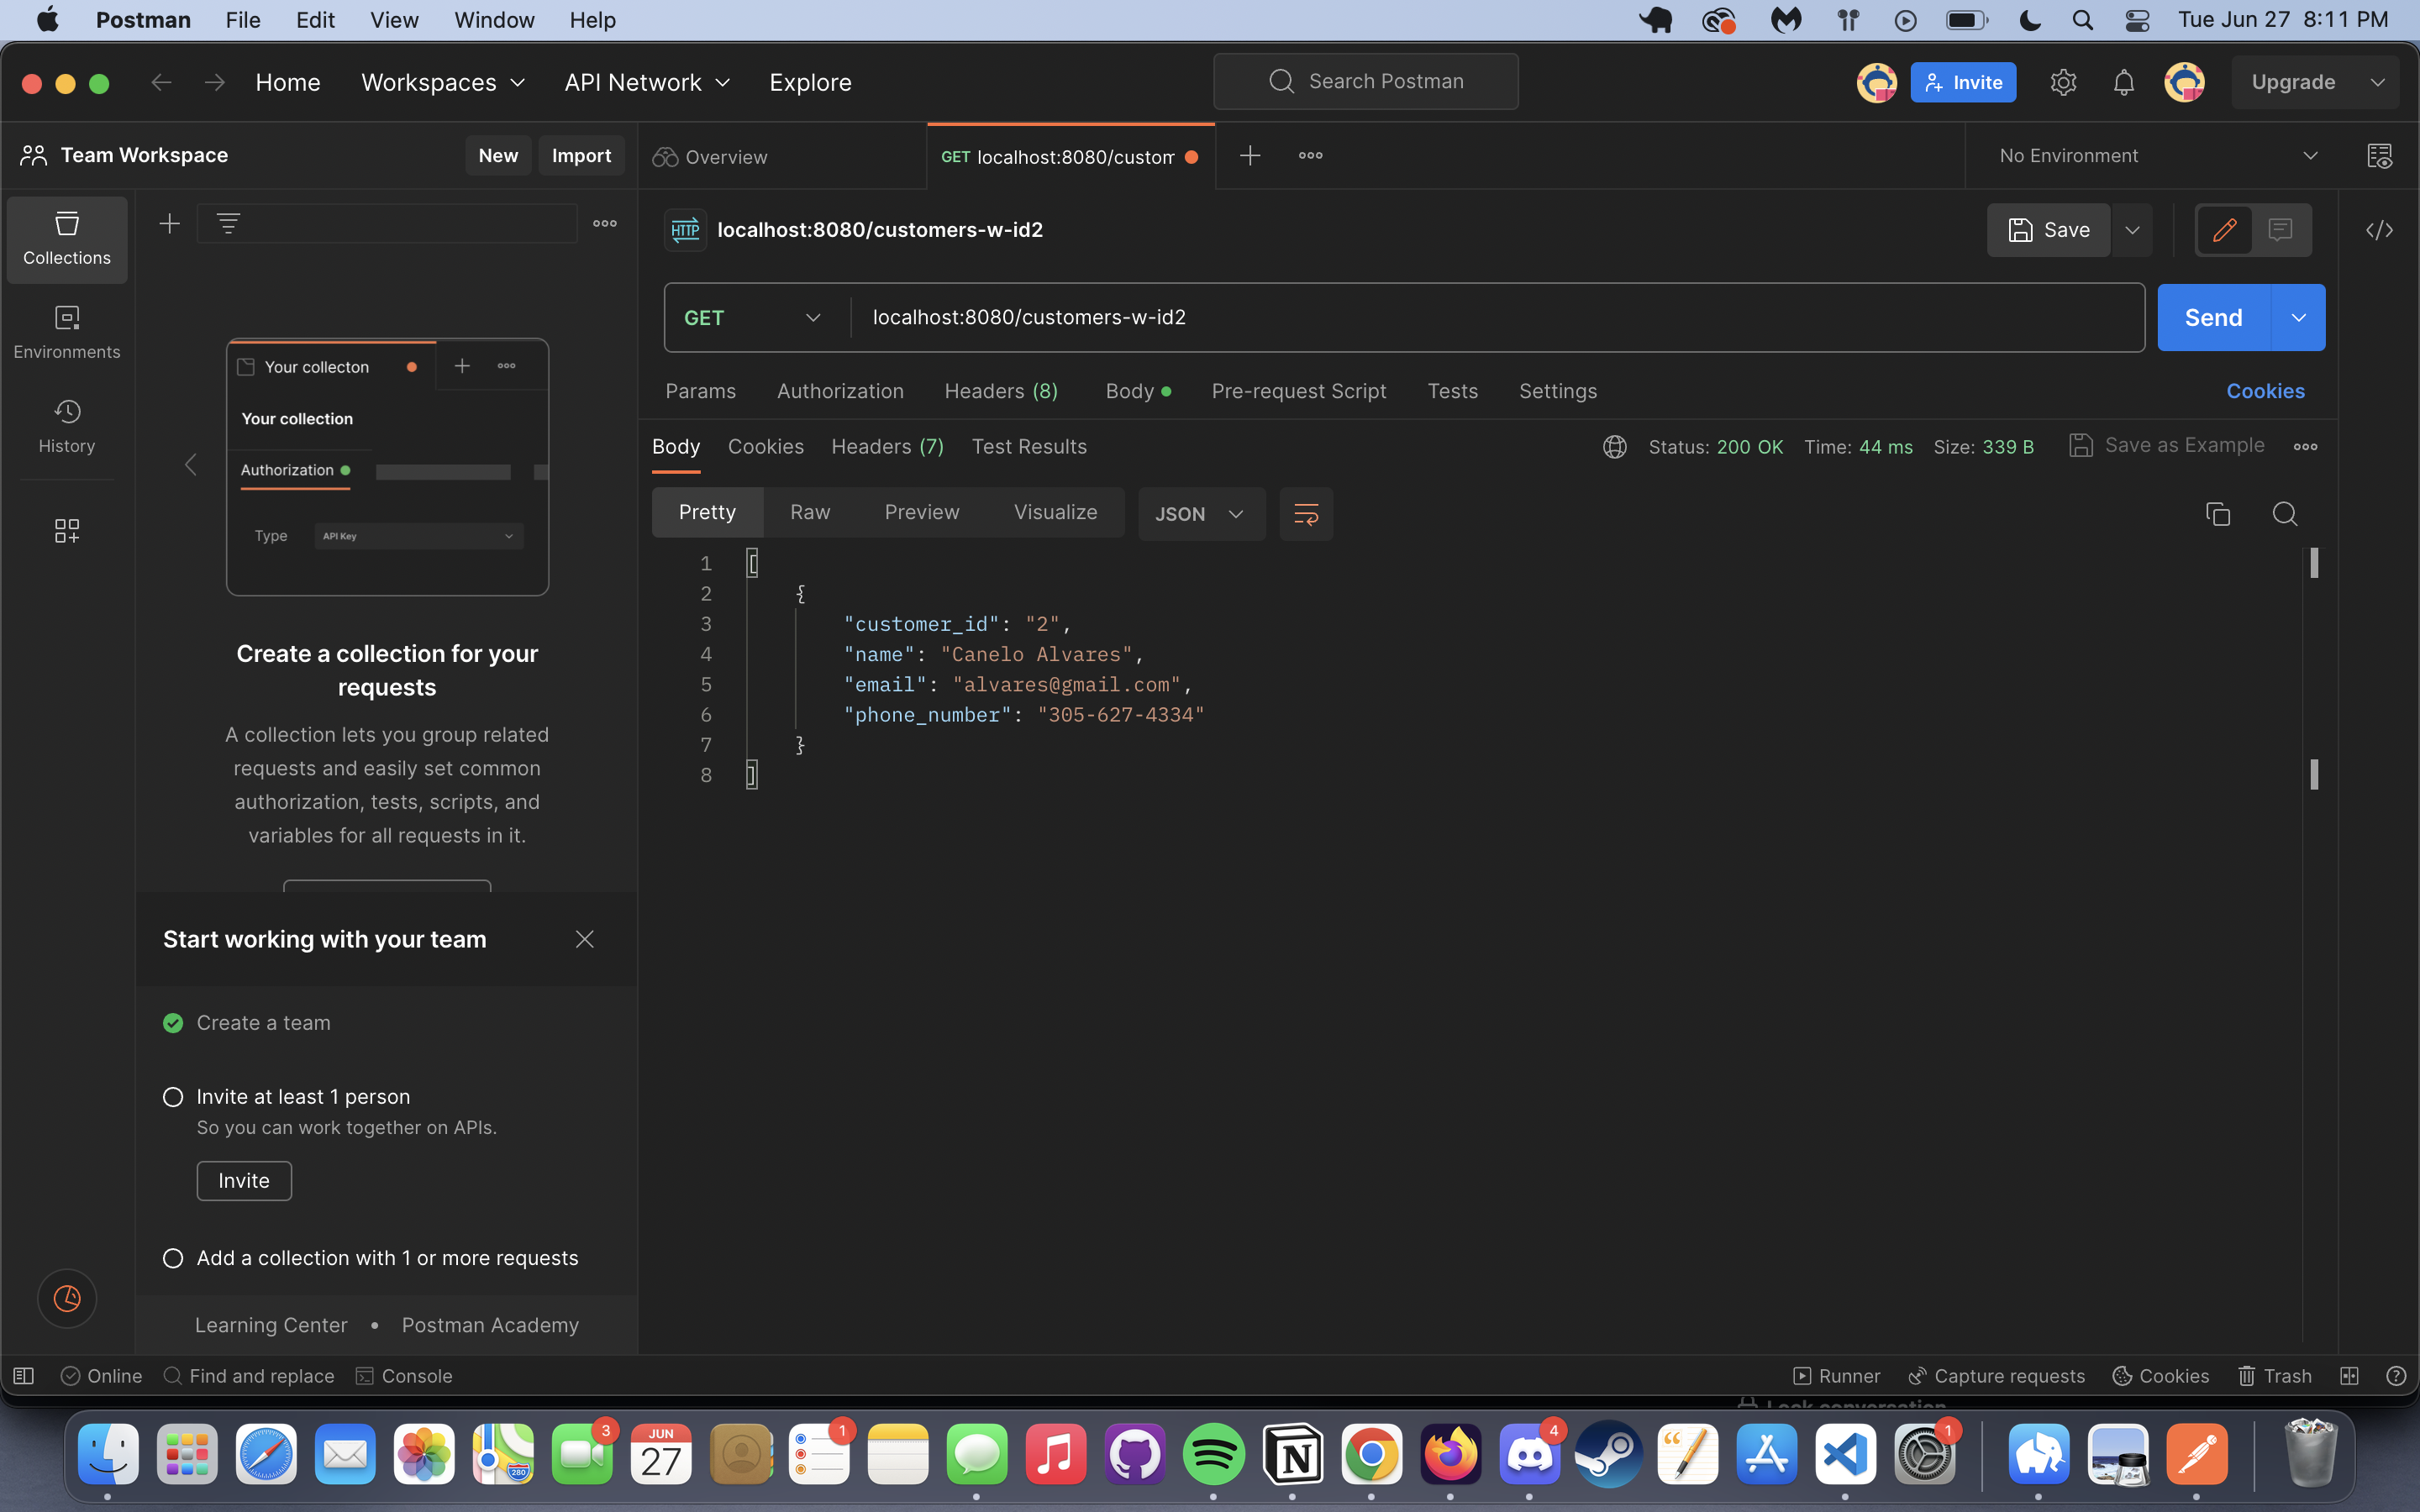 Postman File Edit View Window Help Tue Jun 27 8:11 PM
Home Workspaces API Network Explore Search Postman Invite Upgrade
Team Workspace New Import Overview GET localhost:8080/custom No Environment
Collections
Environments
History
Your collecton
Your collection
Authorization
Type API Key
Create a collection for your
requests
A collection lets you group related
requests and easily set common
authorization, tests, scripts, and
variables for all requests in it.
Start working with your team
Create a team
Invite at least 1 person
So you can work together on APIs.
Invite
Add a collection with 1 or more requests
Learning Center • Postman Academy
HTTP localhost:8080/customers-w-id2 Save
GET localhost:8080/customers-w-id2 Send
Params Authorization Headers (8) Body Pre-request Script Tests Settings Cookies
Body Cookies Headers (7) Test Results Status: 200 OK Time: 44 ms Size: 339 B Save as Example
Pretty Raw Preview Visualize JSON
1 [
2 {
3 "customer_id": "2",
4 "name": "Canelo Alvares",
5 "email": "alvares@gmail.com",
6 "phone_number": "305-627-4334"
7 }
8 ]
Online Find and replace Console Runner Capture requests Cookies Trash
Lock conversation
3 JUN 27 1 4 1
280